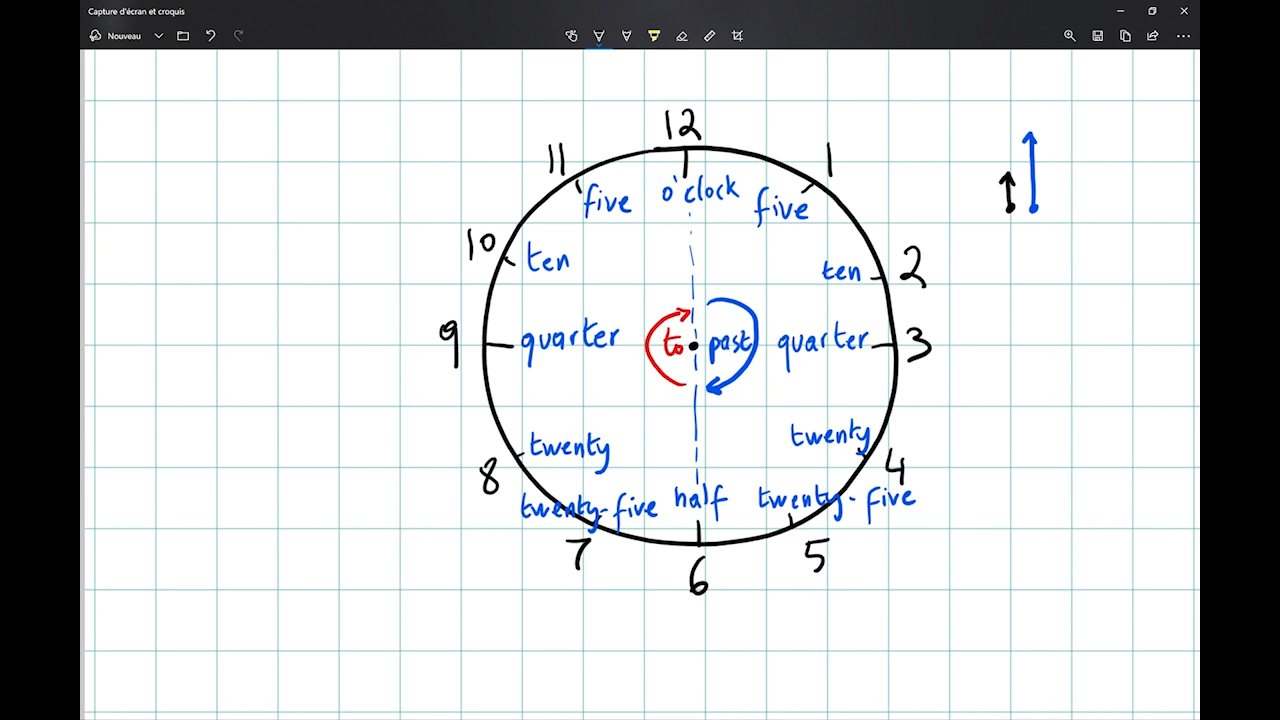 Capture d'écran et croquis
Nouveau
12
11 1
five o'clock five
10 ten ten 2
9 quarter to past quarter 3
8 twenty twenty 4
twenty-five half twenty-five
7 6 5